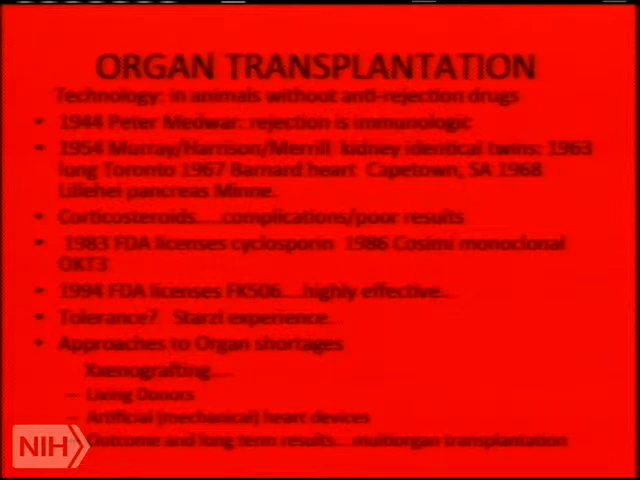 ORGAN TRANSPLANTATION
Technology: in animals without anti-rejection drugs
• 1944 Peter Medwar: rejection is immunologic
• 1954 Murray/Harrison/Merrill kidney identical twins: 1963
lung Toronto 1967 Barnard heart Capetown, SA 1968
Lillehei pancreas Minne.
• Corticosteroids....complications/poor results
• 1983 FDA licenses cyclosporin 1986 Cosimi monoclonal
OKT3
• 1994 FDA licenses FK506....highly effective...
• Tolerance? Starzl experience...
• Approaches to Organ shortages
Xxenografting....
– Living Donors
– Artificial (mechanical) heart devices
Outcome and long term results....multiorgan transplantation
NIH